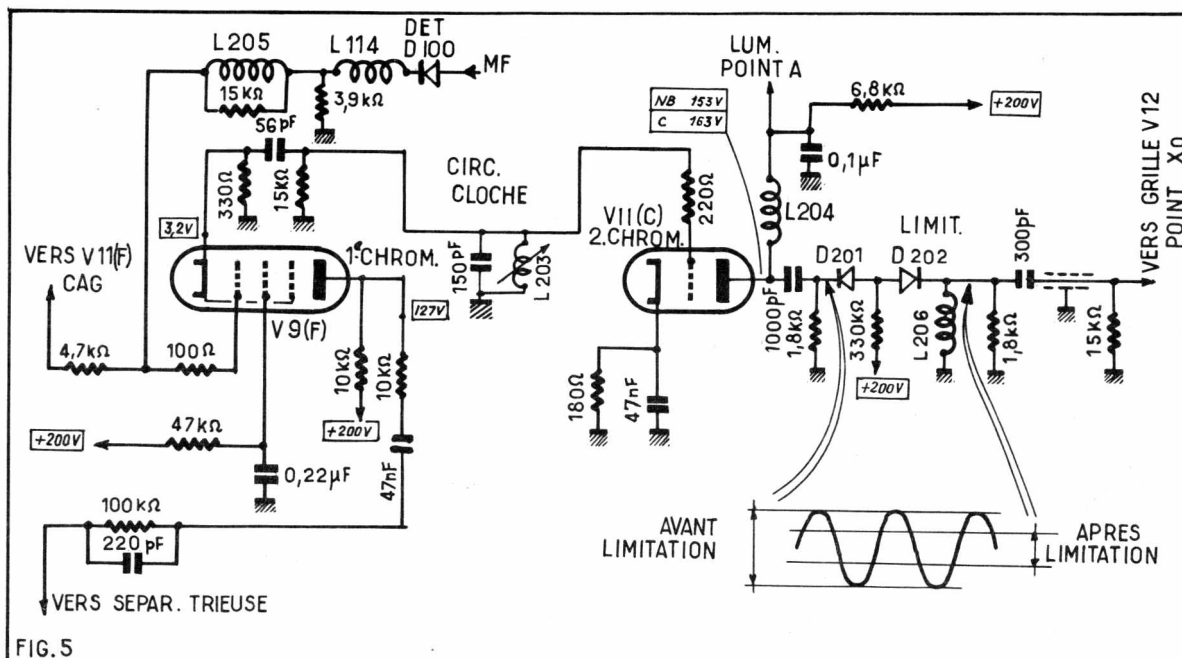 L205
L114
DET
D100
MF
15kΩ
3,9kΩ
56pF
330Ω
15kΩ
CIRC.
CLOCHE
3,2V
150pF
L203
VERS V11(F)
CAG
1e CHROM.
V9(F)
127V
4,7kΩ
100Ω
10kΩ
10kΩ
+200V
47kΩ
+200V
0,22µF
47nF
100kΩ
220pF
VERS SEPAR. TRIEUSE
LUM.
POINT A
NB 153V
C 163V
6,8kΩ
+200V
0,1µF
220Ω
L204
V11(C)
2.CHROM.
LIMIT.
D201
D202
300pF
1000pF
1,8kΩ
330kΩ
L206
1,8kΩ
15kΩ
+200V
VERS GRILLE V12
POINT XO
180Ω
47nF
AVANT
LIMITATION
APRES
LIMITATION
FIG.5